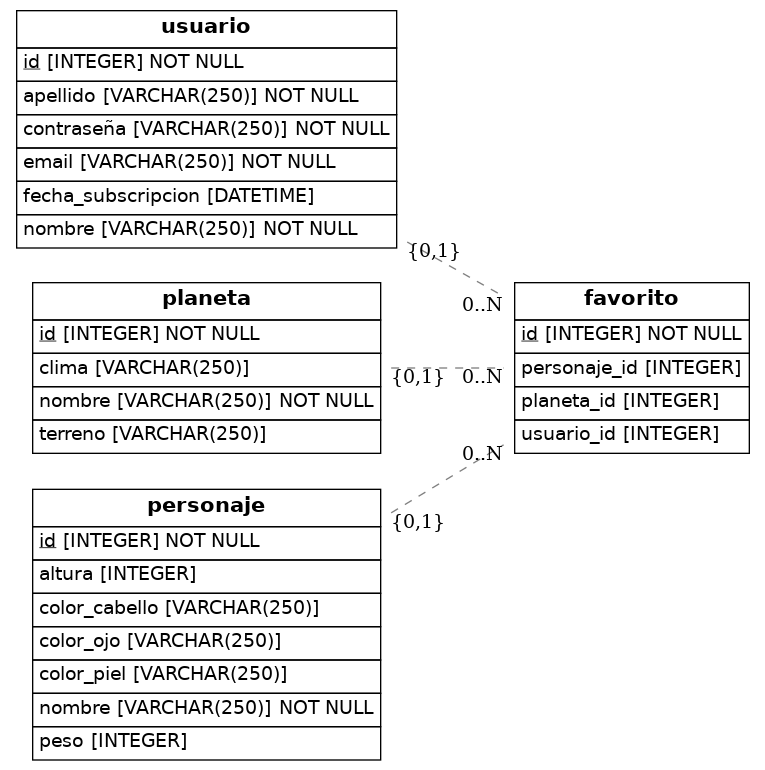 usuario
id [INTEGER] NOT NULL
apellido [VARCHAR(250)] NOT NULL
contraseña [VARCHAR(250)] NOT NULL
email [VARCHAR(250)] NOT NULL
fecha_subscripcion [DATETIME]
nombre [VARCHAR(250)] NOT NULL
{0,1}
0..N
planeta
id [INTEGER] NOT NULL
clima [VARCHAR(250)]
nombre [VARCHAR(250)] NOT NULL
terreno [VARCHAR(250)]
{0,1}
0..N
favorito
id [INTEGER] NOT NULL
personaje_id [INTEGER]
planeta_id [INTEGER]
usuario_id [INTEGER]
0..N
{0,1}
personaje
id [INTEGER] NOT NULL
altura [INTEGER]
color_cabello [VARCHAR(250)]
color_ojo [VARCHAR(250)]
color_piel [VARCHAR(250)]
nombre [VARCHAR(250)] NOT NULL
peso [INTEGER]